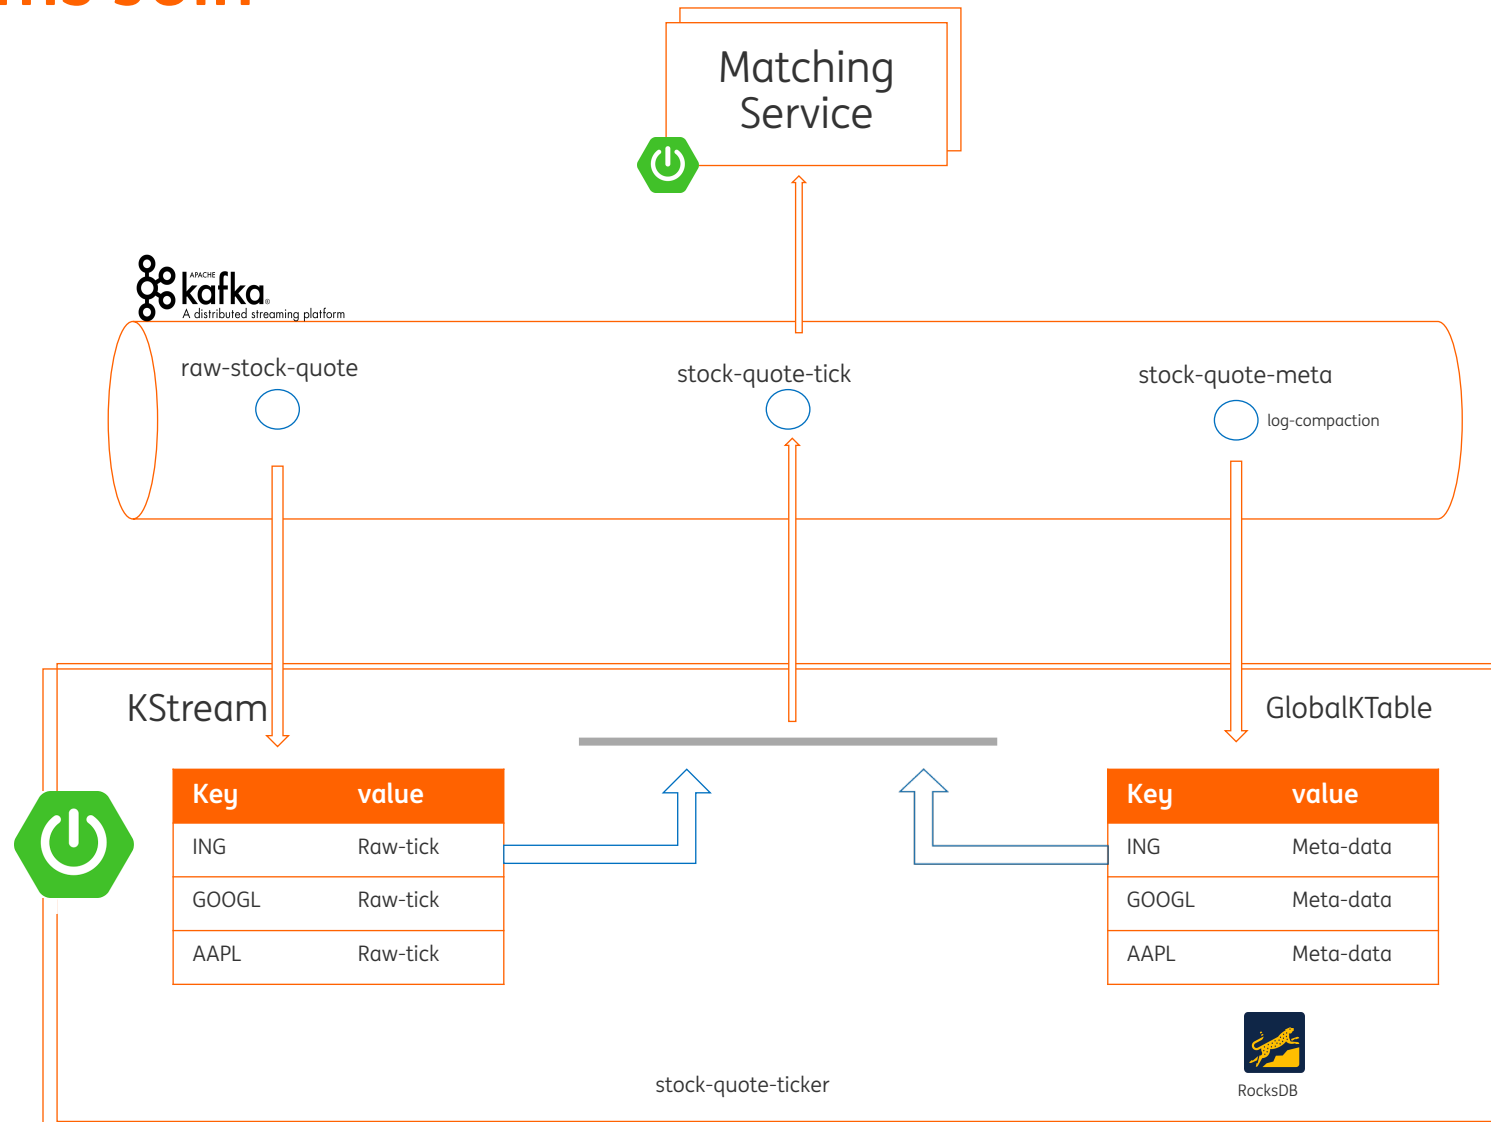 Join
Matching
Service
APACHE
kafka®
A distributed streaming platform
raw-stock-quote
stock-quote-tick
stock-quote-meta
log-compaction
KStream
GlobalKTable
Key value
ING Raw-tick
GOOGL Raw-tick
AAPL Raw-tick
Key value
ING Meta-data
GOOGL Meta-data
AAPL Meta-data
RocksDB
stock-quote-ticker